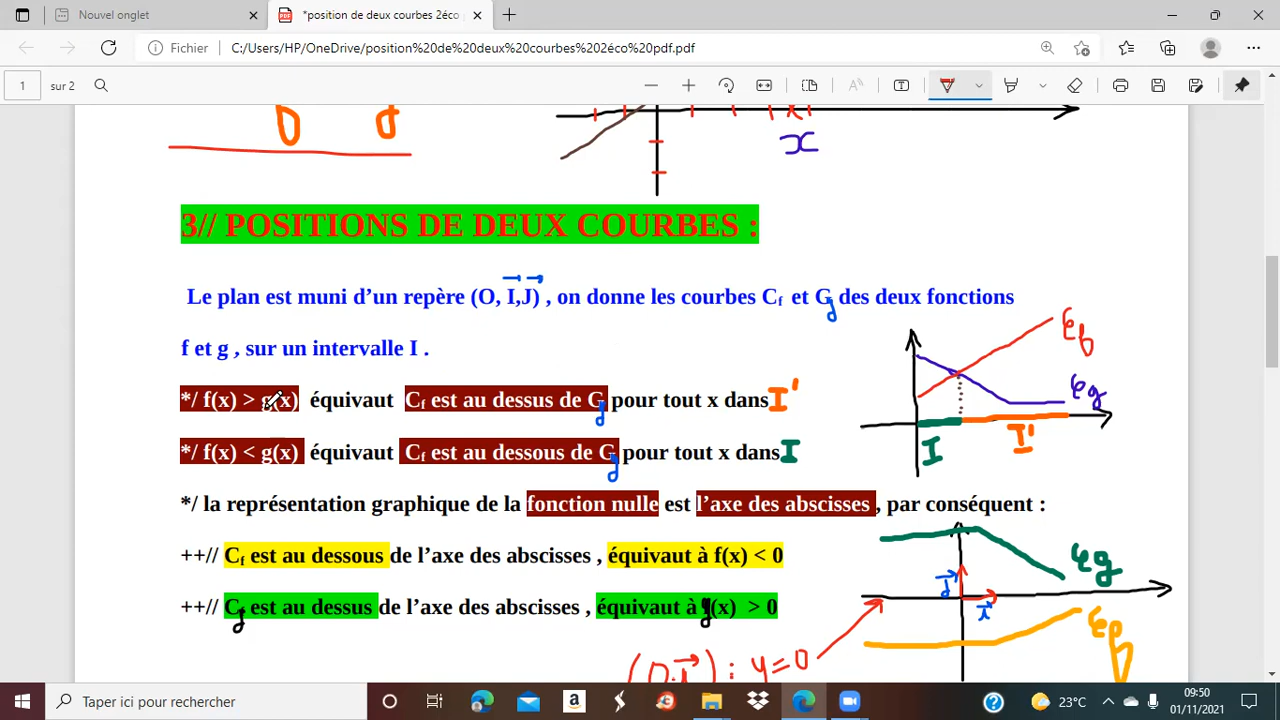 Nouvel onglet
*position de deux courbes 2éco
Fichier C:/Users/HP/OneDrive/position%20de%20deux%20courbes%202éco%20pdf.pdf
1 sur 2
x
3// POSITIONS DE DEUX COURBES :
Le plan est muni d’un repère (O, I,J) , on donne les courbes Cf et Gg des deux fonctions
f et g , sur un intervalle I .
*/ f(x) > g(x) équivaut Cf est au dessus de Gg pour tout x dans I'
*/ f(x) < g(x) équivaut Cf est au dessous de Gg pour tout x dans I
Cf
Cg
I I'
*/ la représentation graphique de la fonction nulle est l’axe des abscisses , par conséquent :
++// Cf est au dessous de l’axe des abscisses , équivaut à f(x) < 0
++// Cg est au dessus de l’axe des abscisses , équivaut à g(x) > 0
Cg
j i
Cf
(O,i) : y=0
Taper ici pour rechercher
23°C
09:50
01/11/2021